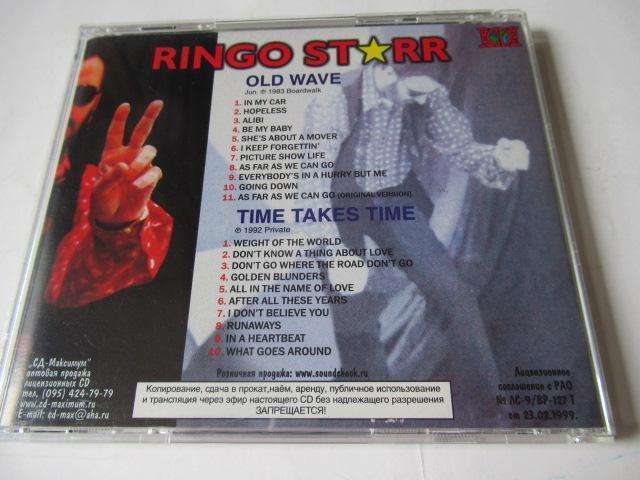 RINGO ST★RR
OLD WAVE
Jun. ℗ 1983 Boardwalk
1. IN MY CAR
2. HOPELESS
3. ALIBI
4. BE MY BABY
5. SHE'S ABOUT A MOVER
6. I KEEP FORGETTIN'
7. PICTURE SHOW LIFE
8. AS FAR AS WE CAN GO
9. EVERYBODY'S IN A HURRY BUT ME
10. GOING DOWN
11. AS FAR AS WE CAN GO (ORIGINAL VERSION)
TIME TAKES TIME
℗ 1992 Private
1. WEIGHT OF THE WORLD
2. DON'T KNOW A THING ABOUT LOVE
3. DON'T GO WHERE THE ROAD DON'T GO
4. GOLDEN BLUNDERS
5. ALL IN THE NAME OF LOVE
6. AFTER ALL THESE YEARS
7. I DON'T BELIEVE YOU
8. RUNAWAYS
9. IN A HEARTBEAT
10. WHAT GOES AROUND
„СД-Максимум"
оптовая продажа
лицензионных CD
тел. (095) 424-79-79
www.cd-maximum.ru
E-mail: cd-max@aha.ru
Розничная продажа: www.soundshock.ru
Копирование, сдача в прокат,наём, аренду, публичное использование
и трансляция через эфир настоящего CD без надлежащего разрешения
ЗАПРЕЩАЕТСЯ!
Лицензионное
соглашение с РАО
№ ЛС-9/ВР-127 Т
от 23.02.1999.